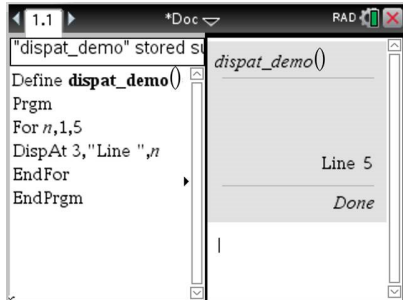 1.1
*Doc
RAD
"dispat_demo" stored su
Define dispat_demo()
Prgm
For n,1,5
DispAt 3,"Line ",n
EndFor
EndPrgm
dispat_demo()
Line 5
Done